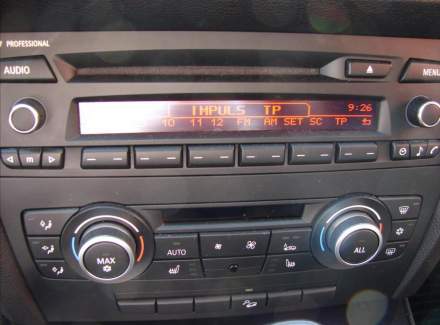 PROFESSIONAL
AUDIO
MENU
IMPULS TP 9:26
10 11 12 FM AM SET SC TP
m
AUTO
MAX
ALL